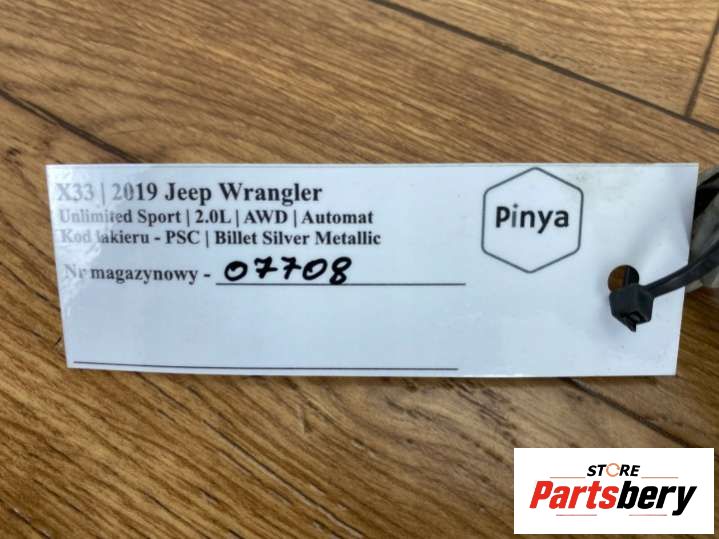 X33 | 2019 Jeep Wrangler
Unlimited Sport | 2.0L | AWD | Automat
Kod lakieru - PSC | Billet Silver Metallic
Nr magazynowy - 07708
Pinya
STORE
Partsbery